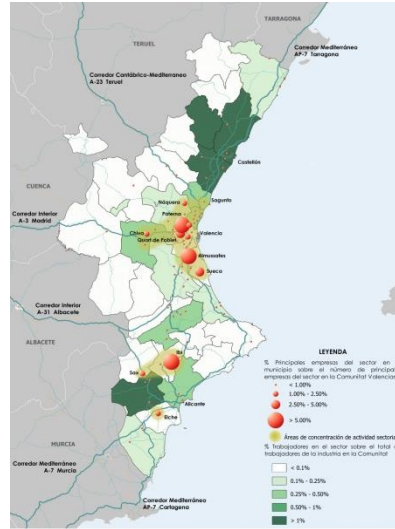 TARRAGONA
TERUEL
Corredor Mediterráneo
AP-7 Tarragona
Corredor Cantábrico-Mediterraneo
A-23 Teruel
Castellón
CUENCA
Náquera
Sagunto
Corredor Interior
A-3 Madrid
Paterna
Chiva
Valencia
Quart de Poblet
Almussafes
Sueca
Corredor Interior
A-31 Albacete
ALBACETE
Ibi
Sax
Alicante
Elche
MURCIA
Corredor Mediterráneo
A-7 Murcia
Corredor Mediterráneo
AP-7 Cartagena
LEYENDA
% Principales empresas del sector en
municipio sobre el número de principal
empresas del sector en la Comunitat Valencian
< 1.00%
1.00% - 2.50%
2.50% - 5.00%
> 5.00%
Áreas de concentración de actividad sectoria
% Trabajadores en el sector sobre el total d
trabajadores de la industria en la Comunitat
< 0.1%
0.1% - 0.25%
0.25% - 0.50%
0.50% - 1%
> 1%